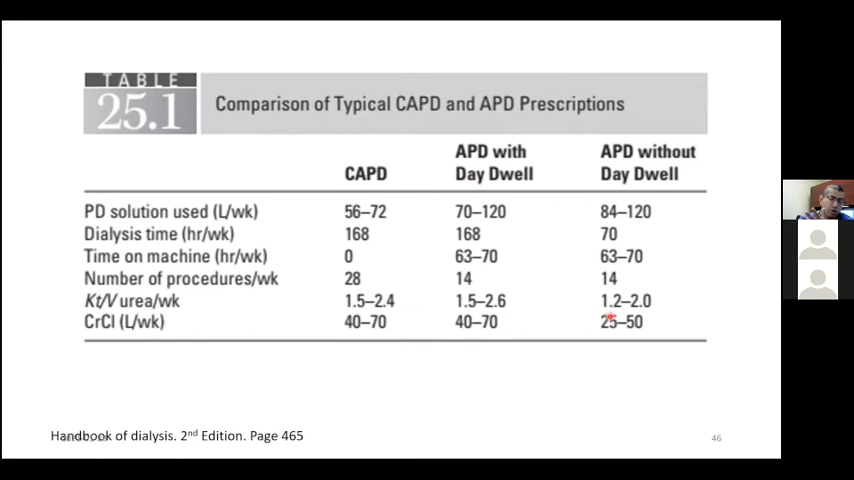 TABLE
25.1
Comparison of Typical CAPD and APD Prescriptions
CAPD APD with Day Dwell APD without Day Dwell
PD solution used (L/wk) 56–72 70–120 84–120
Dialysis time (hr/wk) 168 168 70
Time on machine (hr/wk) 0 63–70 63–70
Number of procedures/wk 28 14 14
Kt/V urea/wk 1.5–2.4 1.5–2.6 1.2–2.0
CrCl (L/wk) 40–70 40–70 25–50
Handbook of dialysis. 2nd Edition. Page 465
46